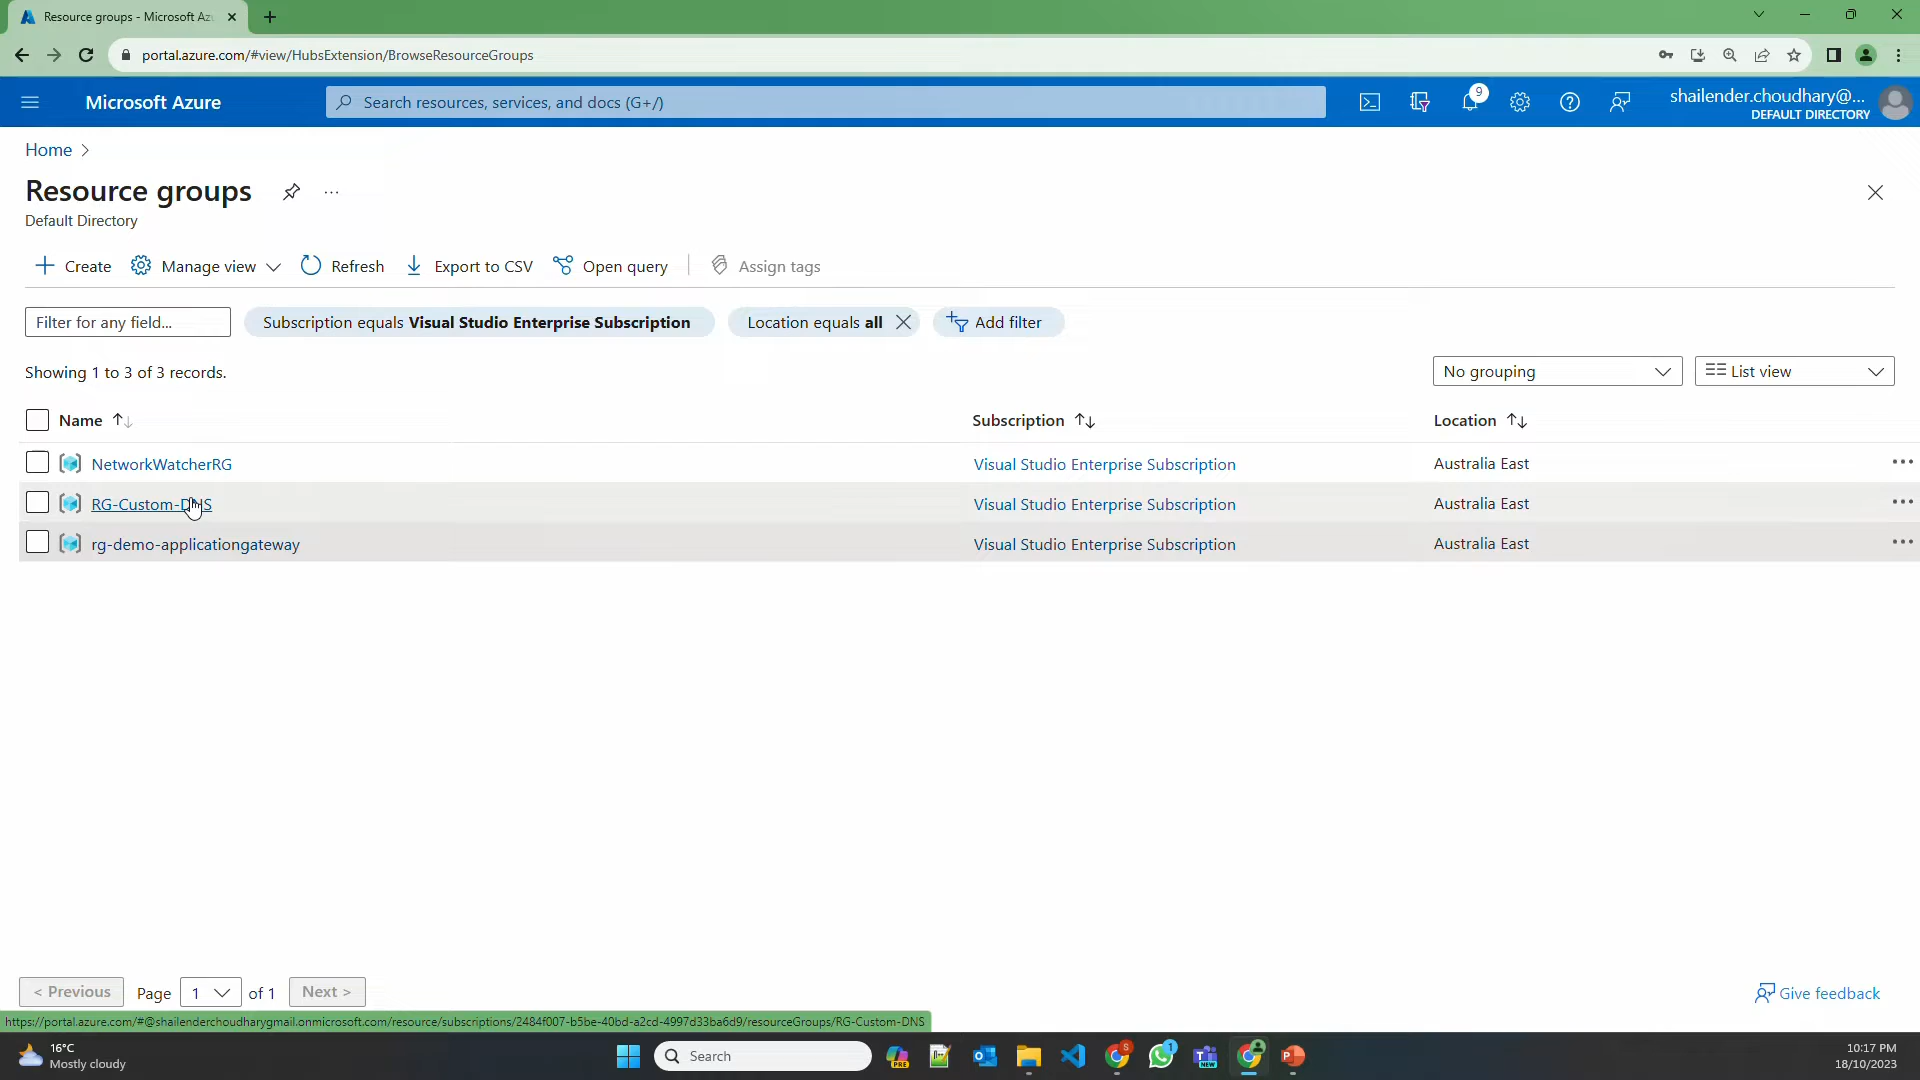 Resource groups - Microsoft Az
portal.azure.com/#view/HubsExtension/BrowseResourceGroups
Microsoft Azure
Search resources, services, and docs (G+/)
9
shailender.choudhary@...
DEFAULT DIRECTORY
Home
Resource groups
...
Default Directory
Create
Manage view
Refresh
Export to CSV
Open query
Assign tags
Filter for any field...
Subscription equals Visual Studio Enterprise Subscription
Location equals all
Add filter
Showing 1 to 3 of 3 records.
No grouping
List view
Name
Subscription
Location
NetworkWatcherRG
Visual Studio Enterprise Subscription
Australia East
RG-Custom-DNS
Visual Studio Enterprise Subscription
Australia East
rg-demo-applicationgateway
Visual Studio Enterprise Subscription
Australia East
< Previous
Page
1
of 1
Next >
Give feedback
https://portal.azure.com/#@shailenderchoudharygmail.onmicrosoft.com/resource/subscriptions/2484f007-b5be-40bd-a2cd-4997d33ba6d9/resourceGroups/RG-Custom-DNS
16°C
Mostly cloudy
Search
PRE
S
1
NEW
10:17 PM
18/10/2023